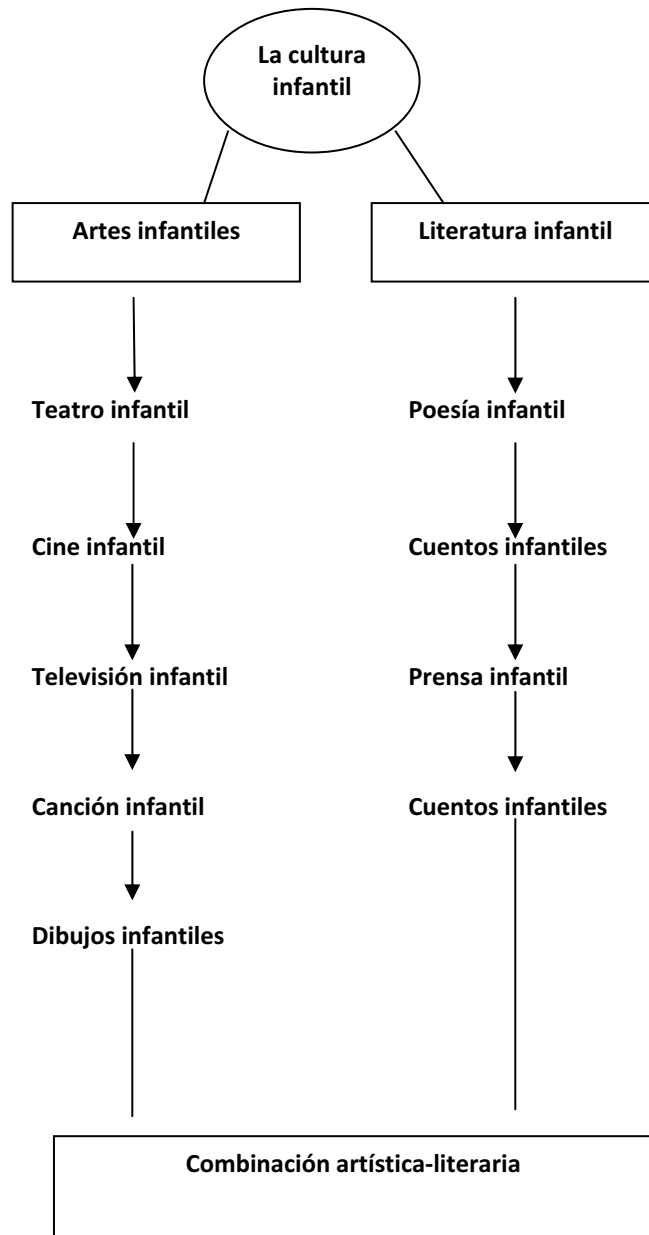 La cultura
infantil
Artes infantiles
Literatura infantil
Teatro infantil
Poesía infantil
Cine infantil
Cuentos infantiles
Televisión infantil
Prensa infantil
Canción infantil
Cuentos infantiles
Dibujos infantiles
Combinación artística-literaria